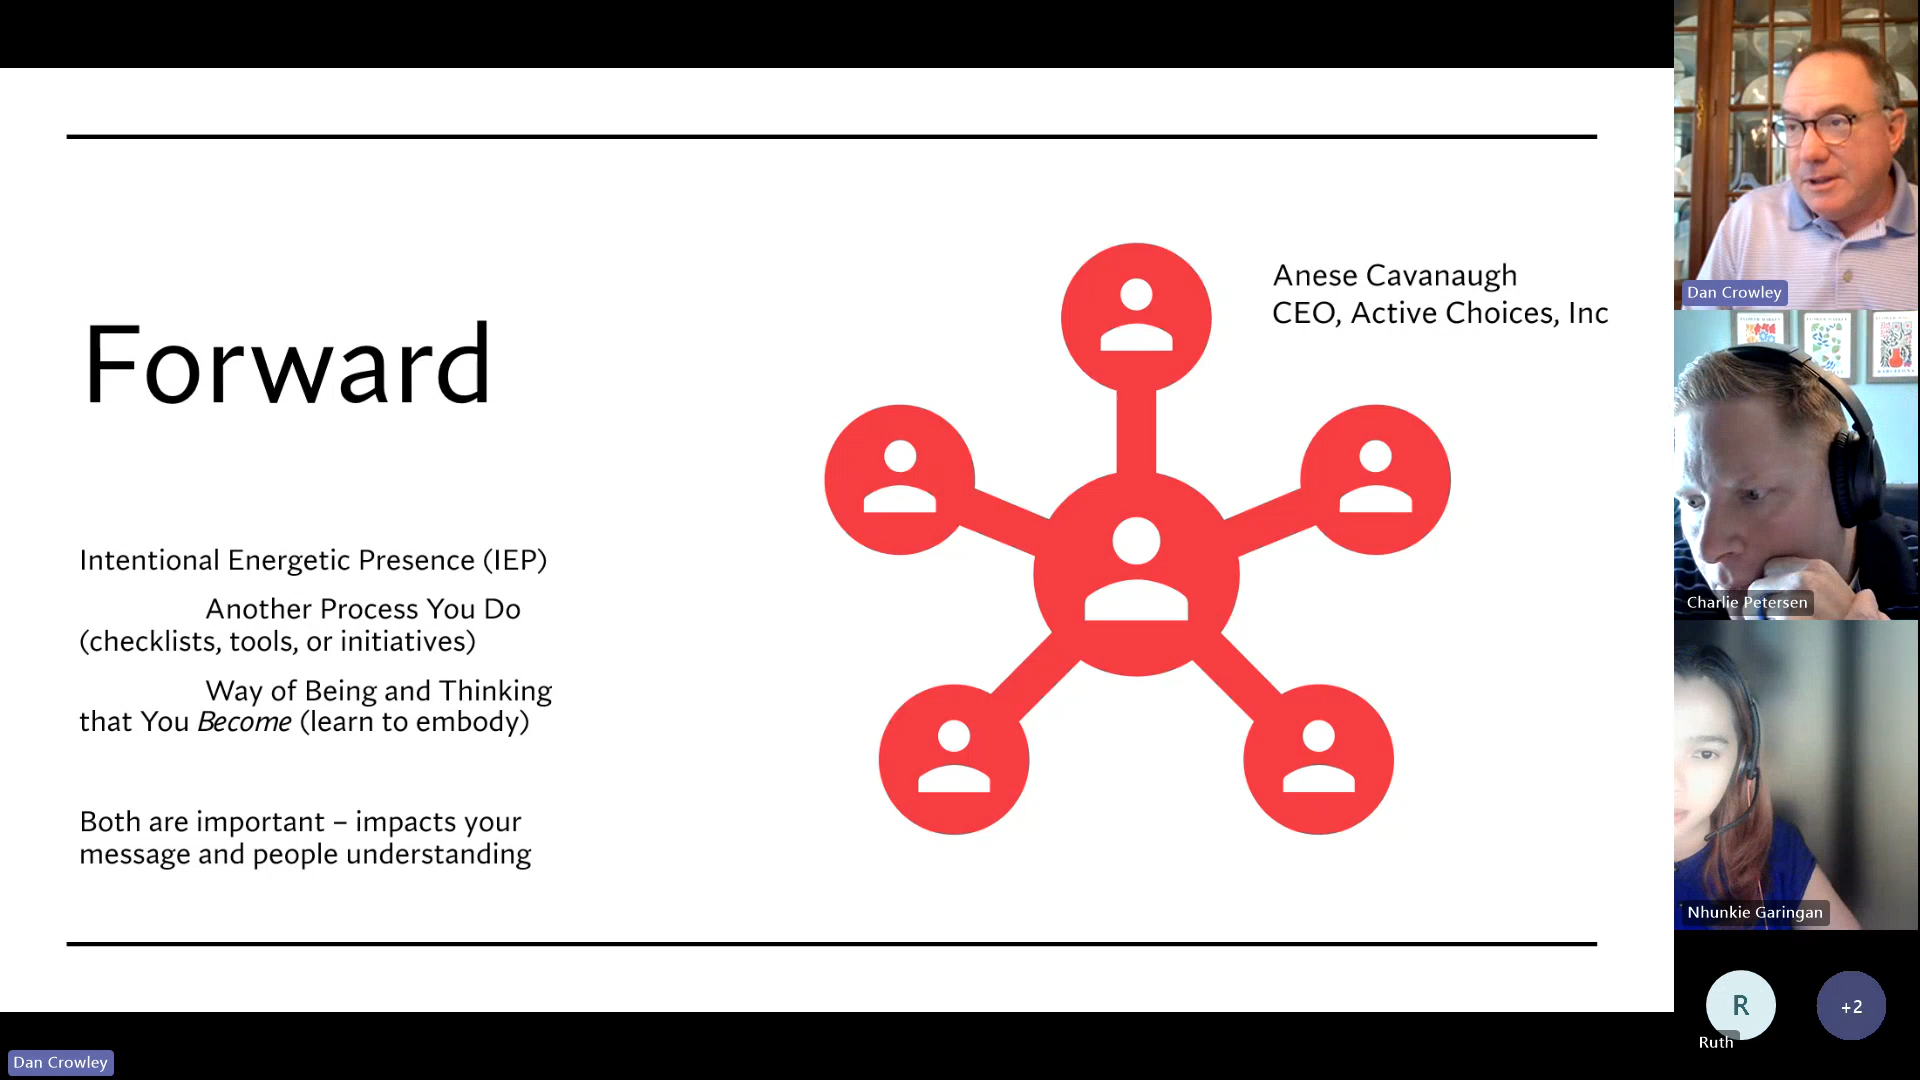 Forward
Intentional Energetic Presence (IEP)
Another Process You Do
(checklists, tools, or initiatives)
Way of Being and Thinking
that You Become (learn to embody)
Both are important – impacts your
message and people understanding
Anese Cavanaugh
CEO, Active Choices, Inc
Dan Crowley
Charlie Petersen
Nhunkie Garingan
R
Ruth
+2
Dan Crowley